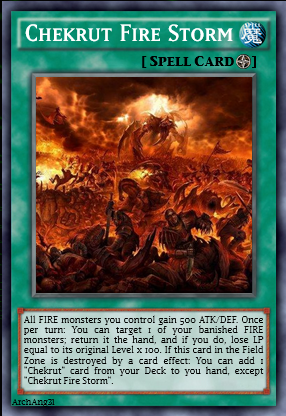 Chekrut Fire Storm 魔
[ Spell Card ]
All FIRE monsters you control gain 500 ATK/DEF. Once
per turn: You can target 1 of your banished FIRE
monsters; return it the hand, and if you do, lose LP
equal to its original Level x 100. If this card in the Field
Zone is destroyed by a card effect: You can add 1
"Chekrut" card from your Deck to you hand, except
"Chekrut Fire Storm".
ArchAng31